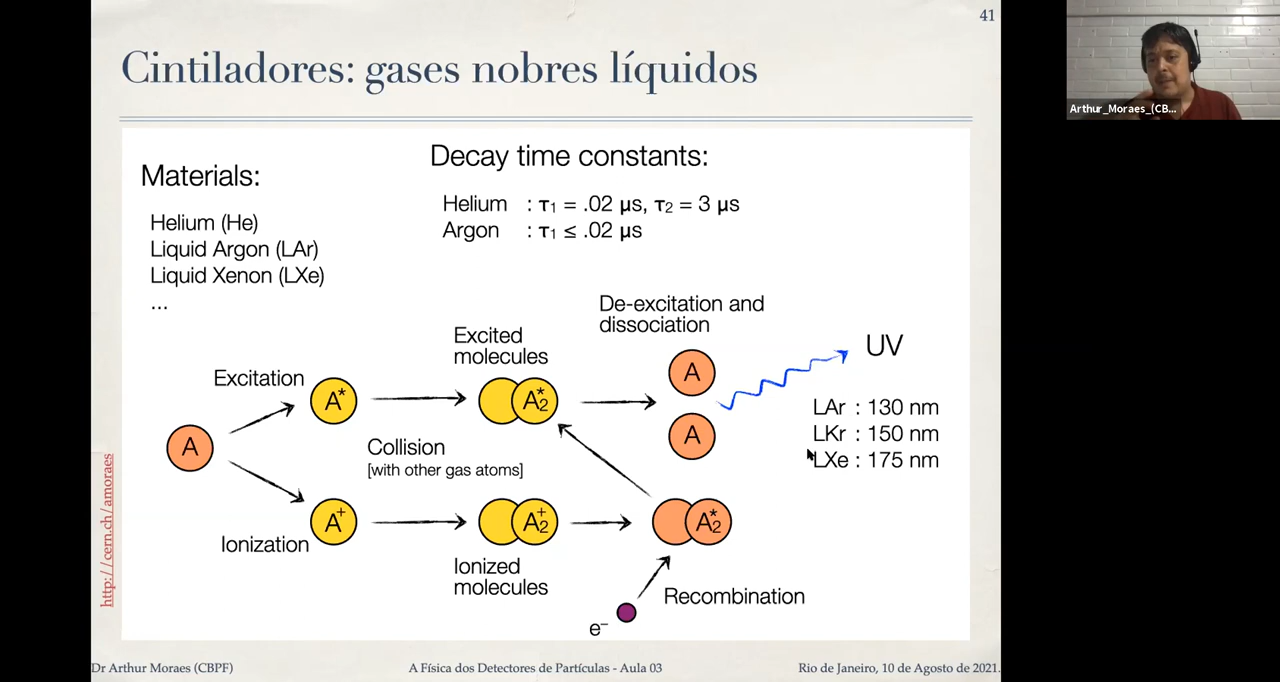 41
Cintiladores: gases nobres líquidos
Arthur_Moraes_(CB...
Materials:
Helium (He)
Liquid Argon (LAr)
Liquid Xenon (LXe)
...
Decay time constants:
Helium : τ₁ = .02 μs, τ₂ = 3 μs
Argon : τ₁ ≤ .02 μs
De-excitation and
dissociation
Excited
molecules
Excitation
A
A*
A₂*
A
A
UV
LAr : 130 nm
LKr : 150 nm
LXe : 175 nm
Collision
[with other gas atoms]
A⁺
A₂⁺
A₂*
Ionization
Ionized
molecules
Recombination
e⁻
http://cern.ch/amoraes
Dr Arthur Moraes (CBPF)
A Física dos Detectores de Partículas - Aula 03
Rio de Janeiro, 10 de Agosto de 2021.